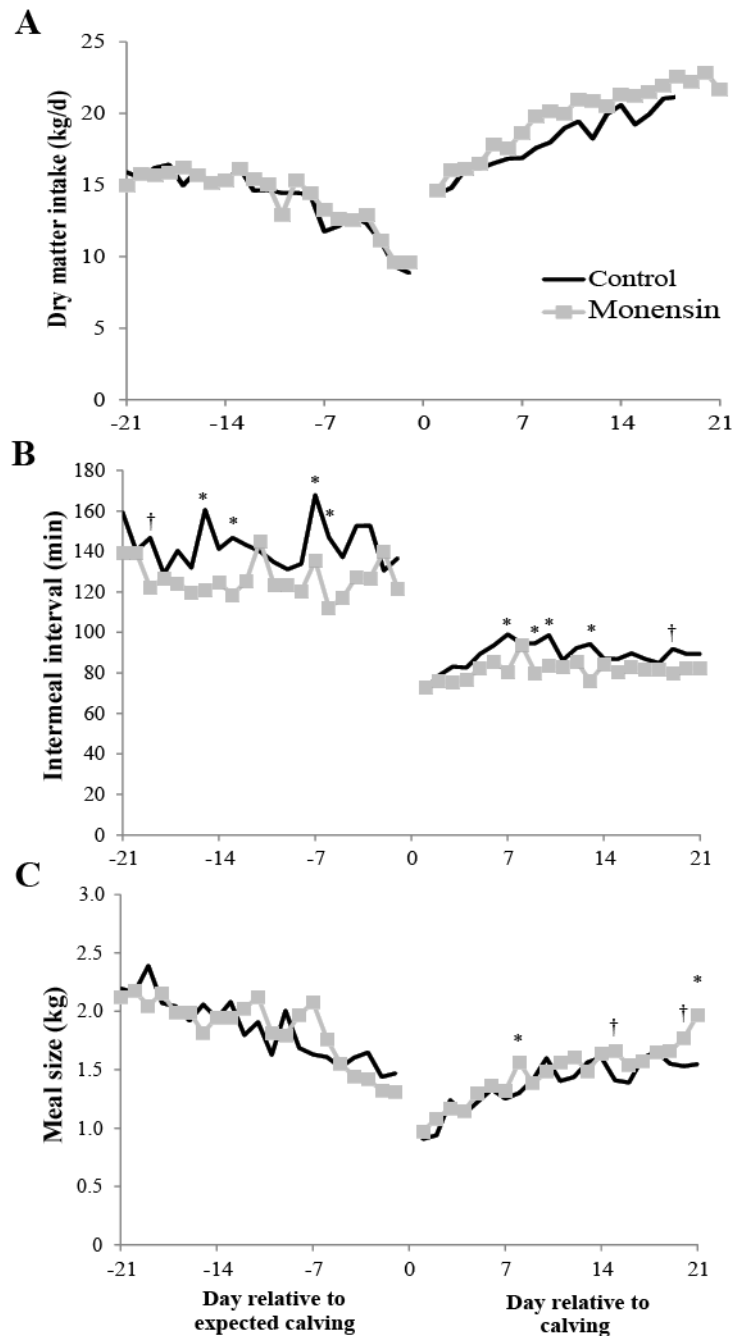 A
Dry matter intake (kg/d)
25
20
15
10
5
0
-21 -14 -7 0 7 14 21
Control
Monensin
B
Intermeal interval (min)
180
160
140
120
100
80
60
40
20
0
† * * * *
* * * * †
-21 -14 -7 0 7 14 21
C
Meal size (kg)
3.0
2.5
2.0
1.5
1.0
0.5
0
* † † *
-21 -14 -7 0 7 14 21
Day relative to
expected calving
Day relative to
calving